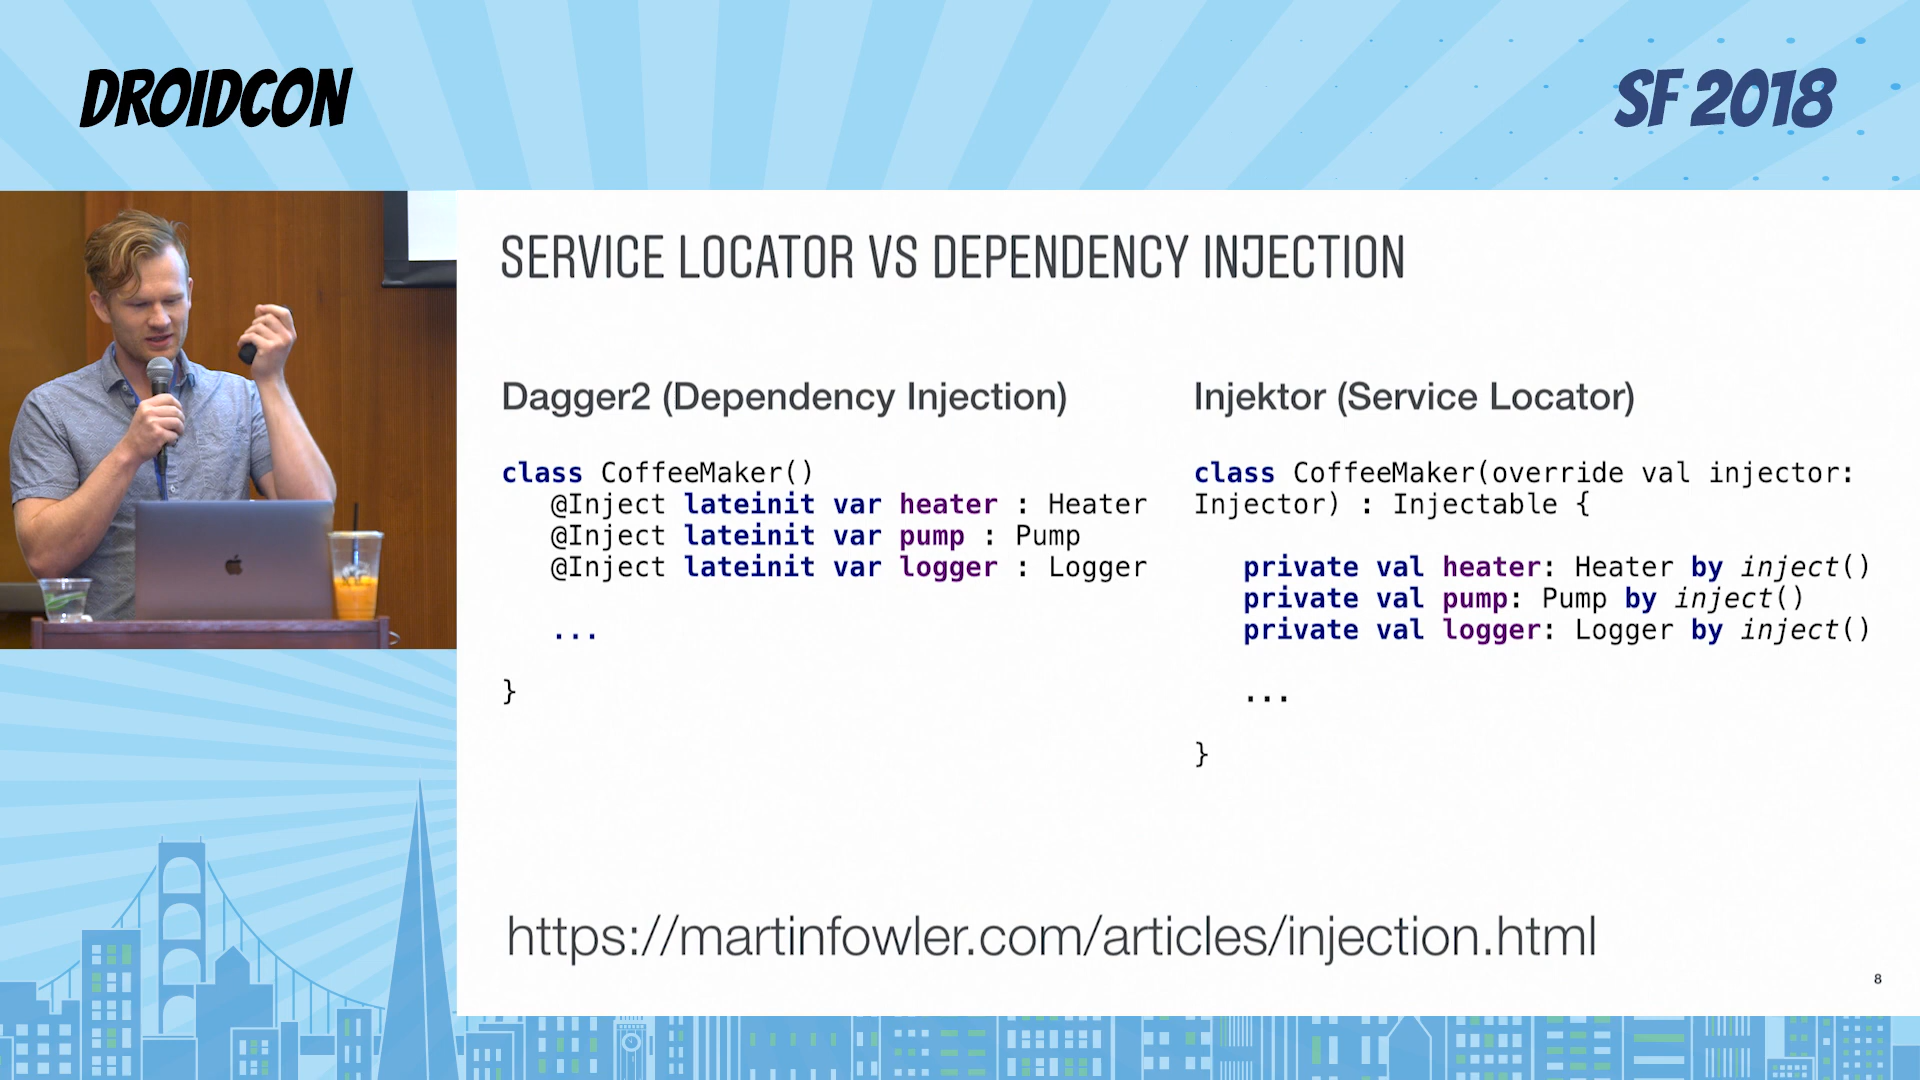 DROIDCON
SF 2018
SERVICE LOCATOR VS DEPENDENCY INJECTION
Dagger2 (Dependency Injection)
class CoffeeMaker()
@Inject lateinit var heater : Heater
@Inject lateinit var pump : Pump
@Inject lateinit var logger : Logger
...
}
Injektor (Service Locator)
class CoffeeMaker(override val injector:
Injector) : Injectable {
private val heater: Heater by inject()
private val pump: Pump by inject()
private val logger: Logger by inject()
...
}
https://martinfowler.com/articles/injection.html
8